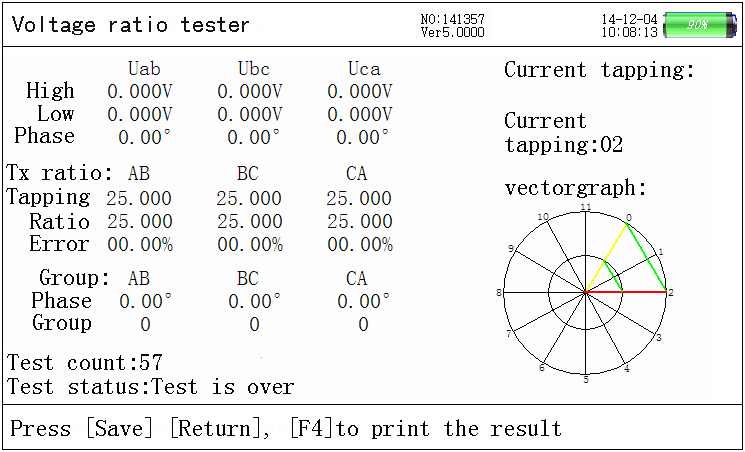 Voltage ratio tester
NO:141357
Ver5.0000
14-12-04
10:08:13
90%
Uab Ubc Uca
High 0.000V 0.000V 0.000V
Low 0.000V 0.000V 0.000V
Phase 0.00° 0.00° 0.00°
Tx ratio: AB BC CA
Tapping 25.000 25.000 25.000
Ratio 25.000 25.000 25.000
Error 00.00% 00.00% 00.00%
Group: AB BC CA
Phase 0.00° 0.00° 0.00°
Group 0 0 0
Test count:57
Test status:Test is over
Current tapping:
Current
tapping:02
vectorgraph:
11
0
1
2
3
4
5
6
7
8
9
10
Press [Save] [Return], [F4]to print the result